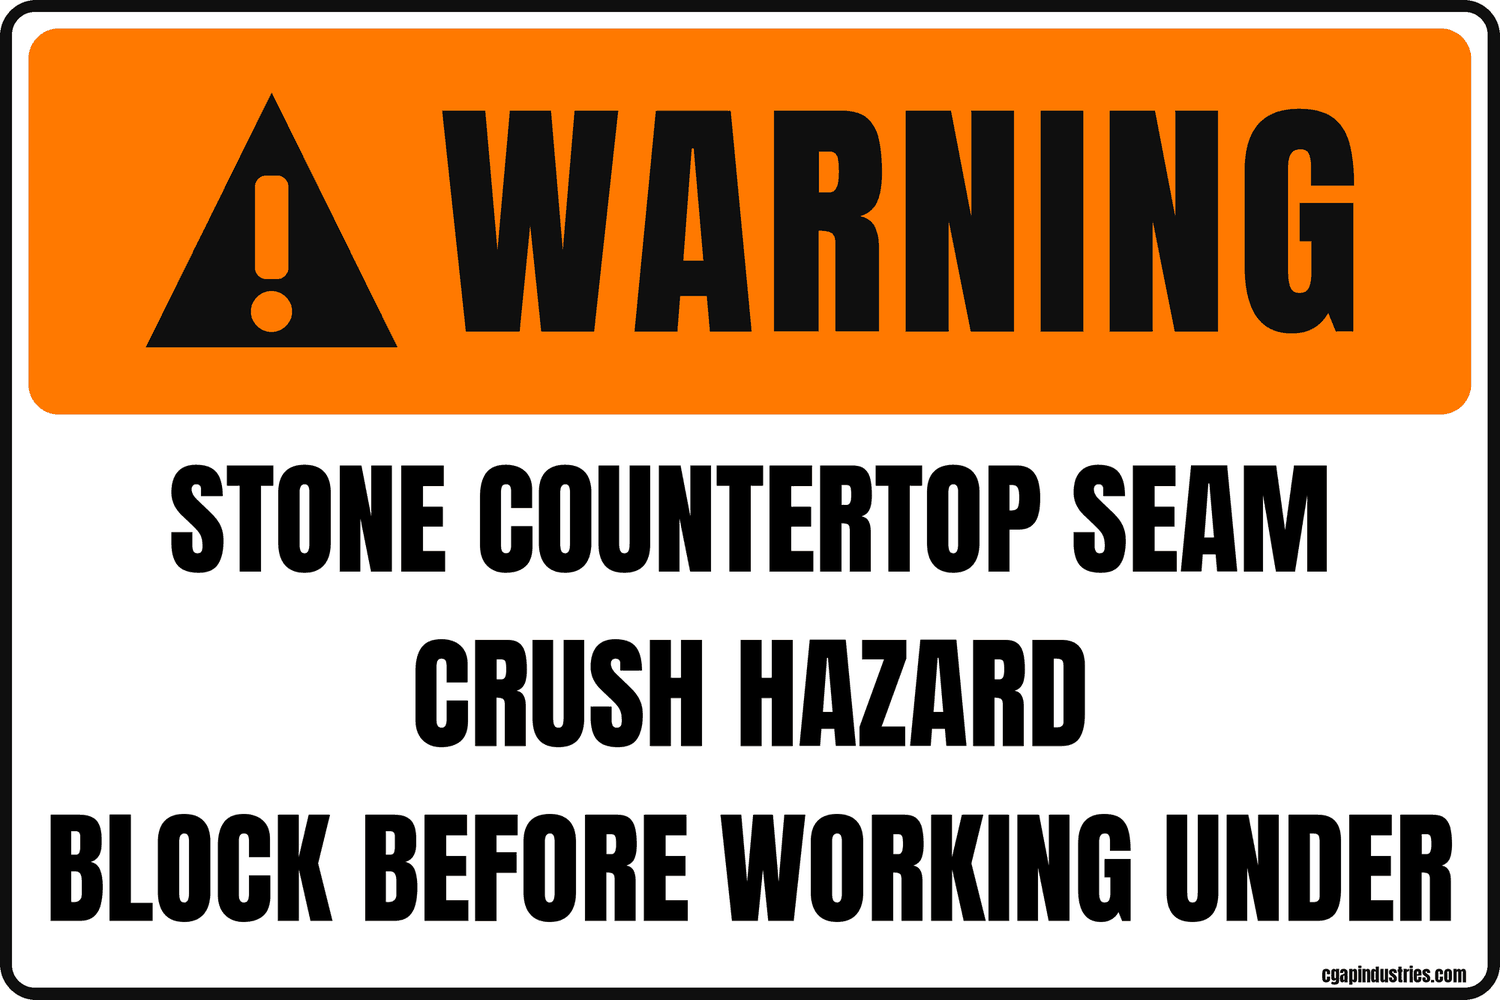 WARNING
STONE COUNTERTOP SEAM
CRUSH HAZARD
BLOCK BEFORE WORKING UNDER
cgapindustries.com